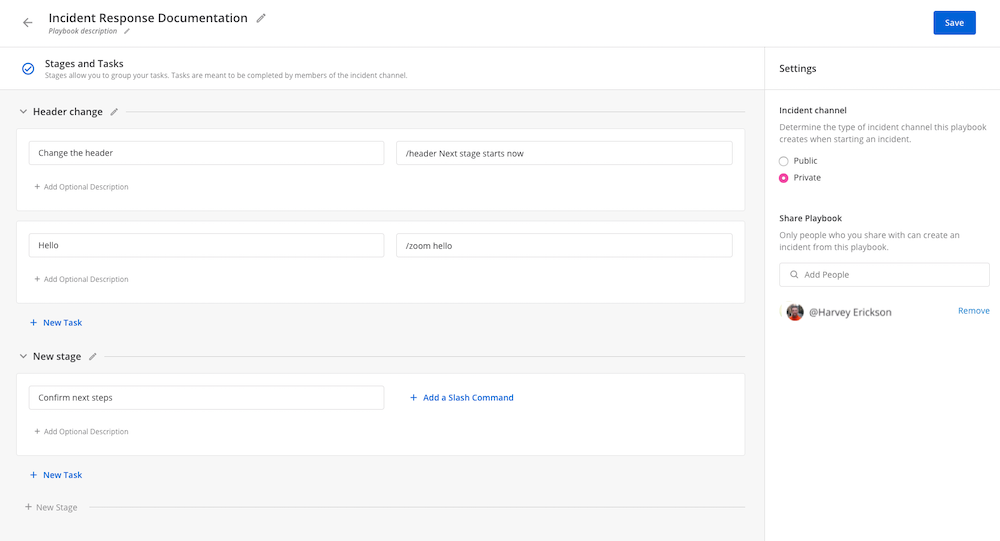 Incident Response Documentation
Playbook description
Save
Stages and Tasks
Stages allow you to group your tasks. Tasks are meant to be completed by members of the incident channel.
Header change
Change the header
/header Next stage starts now
+ Add Optional Description
Hello
/zoom hello
+ Add Optional Description
+ New Task
New stage
Confirm next steps
+ Add a Slash Command
+ Add Optional Description
+ New Task
+ New Stage
Settings
Incident channel
Determine the type of incident channel this playbook
creates when starting an incident.
Public
Private
Share Playbook
Only people who you share with can create an
incident from this playbook.
Add People
@Harvey Erickson
Remove